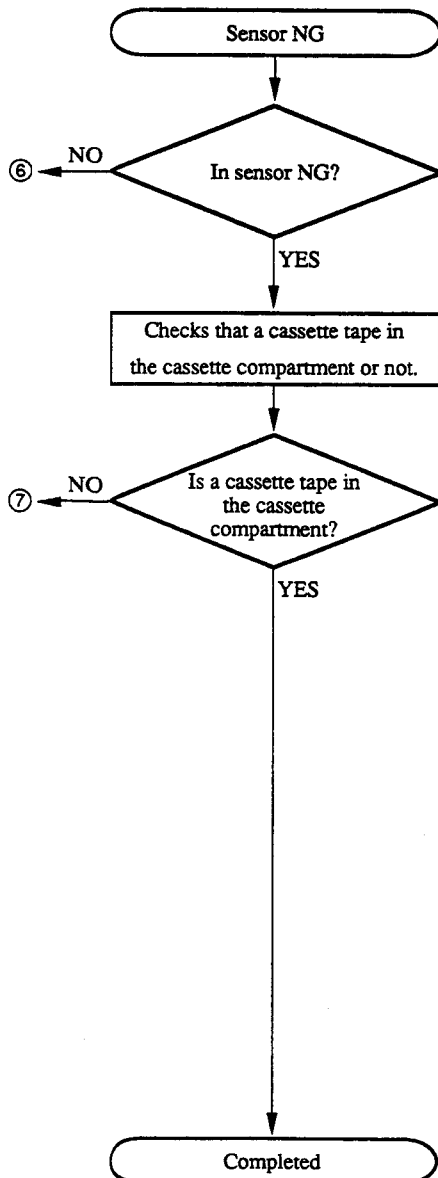 Sensor NG
⑥
NO
In sensor NG?
YES
Checks that a cassette tape in
the cassette compartment or not.
⑦
NO
Is a cassette tape in
the cassette
compartment?
YES
Completed